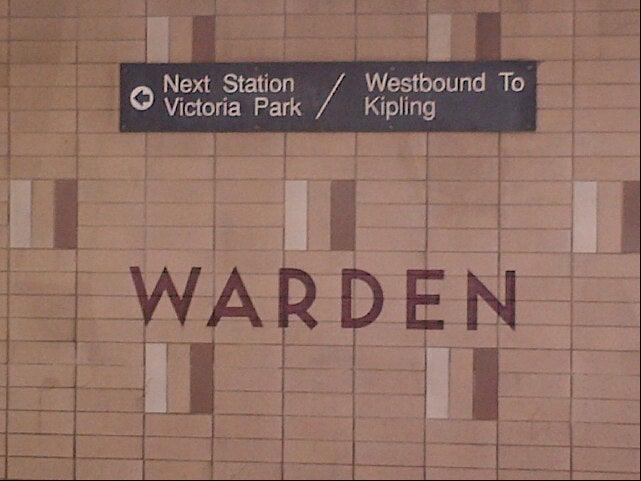 Next Station / Westbound To
Victoria Park Kipling
WARDEN